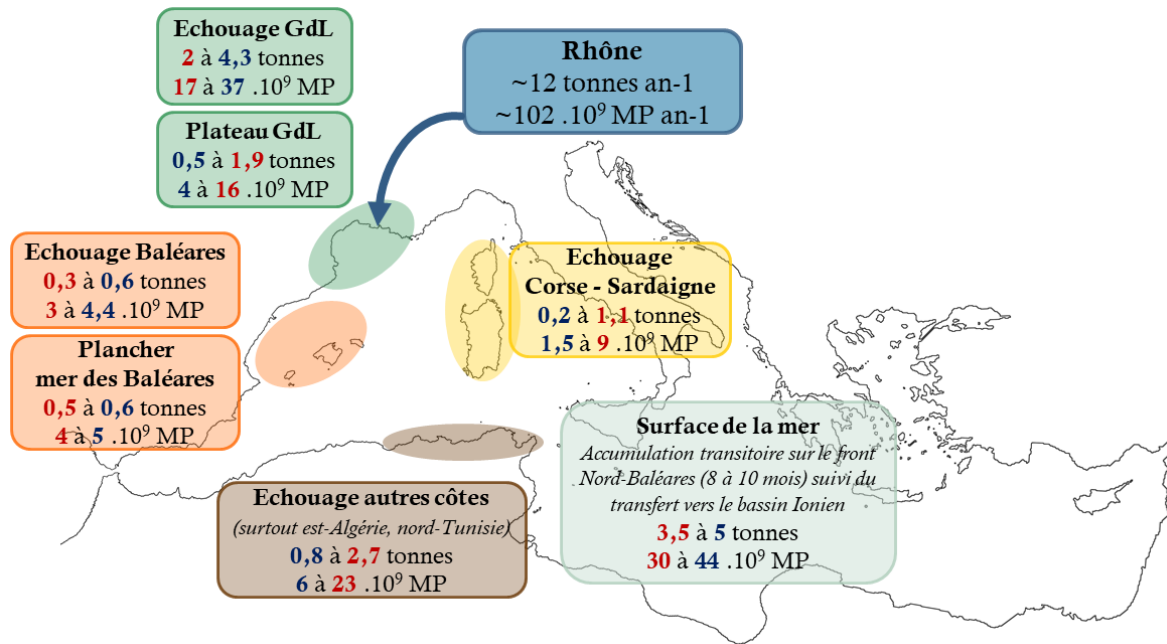 Echouage GdL
2 à 4,3 tonnes
17 à 37 .10⁹ MP
Rhône
~12 tonnes an-1
~102 .10⁹ MP an-1
Plateau GdL
0,5 à 1,9 tonnes
4 à 16 .10⁹ MP
Echouage Baléares
0,3 à 0,6 tonnes
3 à 4,4 .10⁹ MP
Echouage
Corse - Sardaigne
0,2 à 1,1 tonnes
1,5 à 9 .10⁹ MP
Plancher
mer des Baléares
0,5 à 0,6 tonnes
4 à 5 .10⁹ MP
Surface de la mer
Accumulation transitoire sur le front
Nord-Baléares (8 à 10 mois) suivi du
transfert vers le bassin Ionien
3,5 à 5 tonnes
30 à 44 .10⁹ MP
Echouage autres côtes
(surtout est-Algérie, nord-Tunisie)
0,8 à 2,7 tonnes
6 à 23 .10⁹ MP